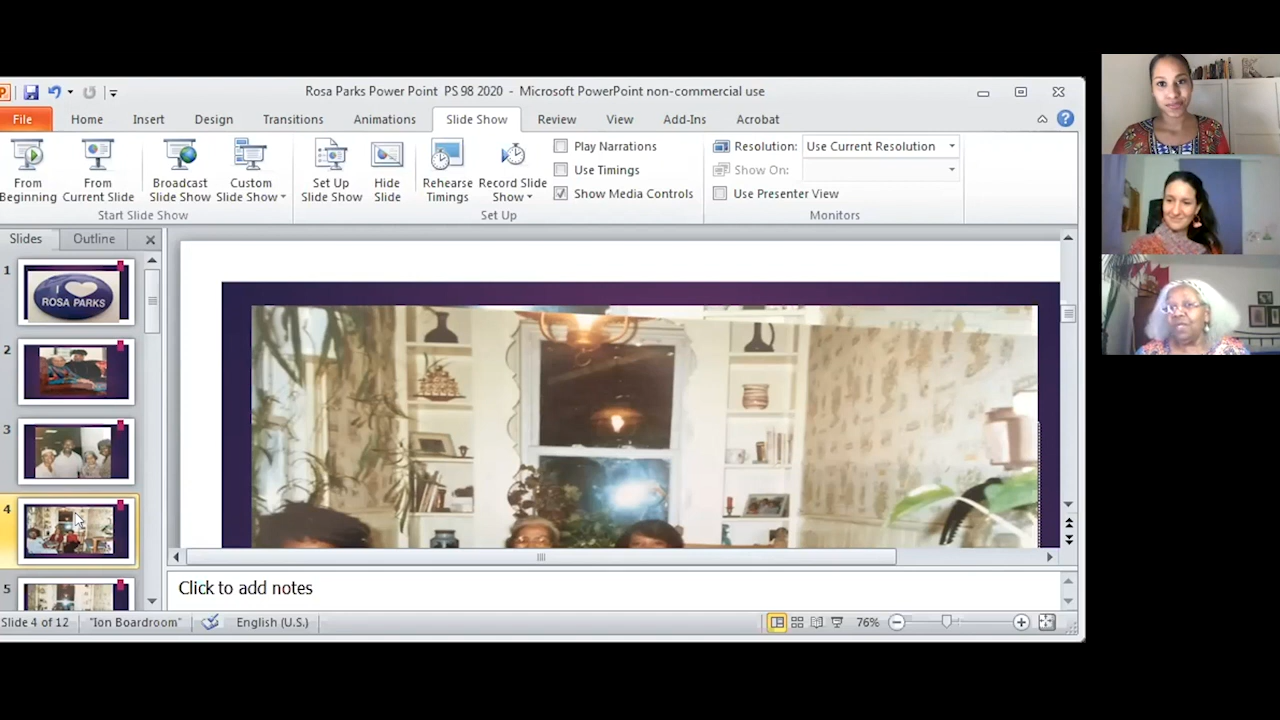 Rosa Parks Power Point PS 98 2020 - Microsoft PowerPoint non-commercial use
File Home Insert Design Transitions Animations Slide Show Review View Add-Ins Acrobat
From Beginning
From Current Slide
Broadcast Slide Show
Custom Slide Show
Start Slide Show
Set Up Slide Show
Hide Slide
Rehearse Timings
Record Slide Show
Set Up
Play Narrations
Use Timings
Show Media Controls
Resolution: Use Current Resolution
Show On:
Use Presenter View
Monitors
Slides Outline
1
I
ROSA PARKS
2
3
4
5
Click to add notes
Slide 4 of 12 "Ion Boardroom" English (U.S.) 76%
K